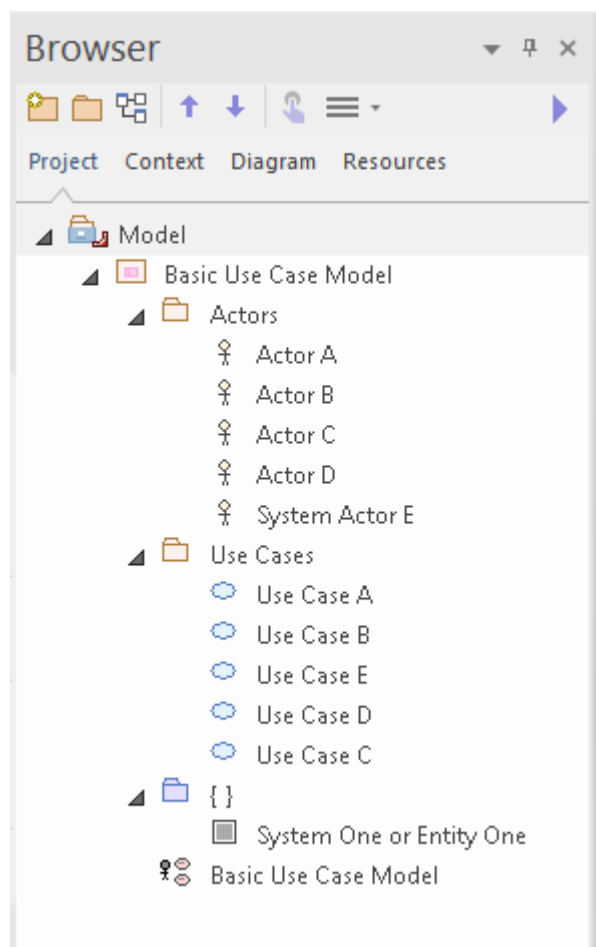 Browser
Project Context Diagram Resources
Model
Basic Use Case Model
Actors
Actor A
Actor B
Actor C
Actor D
System Actor E
Use Cases
Use Case A
Use Case B
Use Case E
Use Case D
Use Case C
{ }
System One or Entity One
Basic Use Case Model